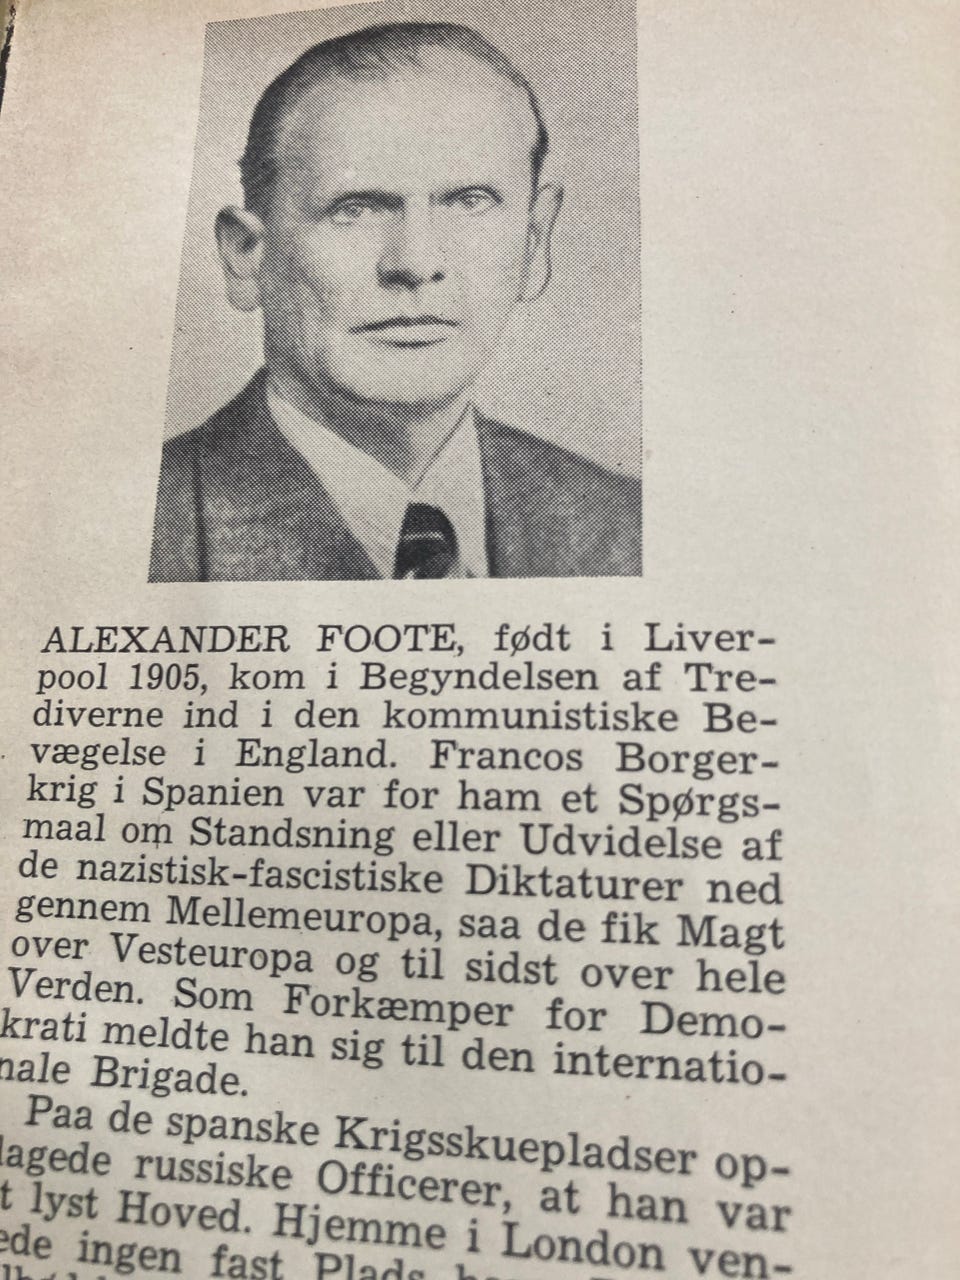 ALEXANDER FOOTE, født i Liver-
pool 1905, kom i Begyndelsen af Tre-
diverne ind i den kommunistiske Be-
vægelse i England. Francos Borger-
krig i Spanien var for ham et Spørgs-
maal om Standsning eller Udvidelse af
de nazistisk-fascistiske Diktaturer ned
gennem Mellemeuropa, saa de fik Magt
over Vesteuropa og til sidst over hele
Verden. Som Forkæmper for Demo-
krati meldte han sig til den internatio-
nale Brigade.
Paa de spanske Krigsskuepladser op-
lagede russiske Officerer, at han var
t lyst Hoved. Hjemme i London ven-
ede ingen fast Plads